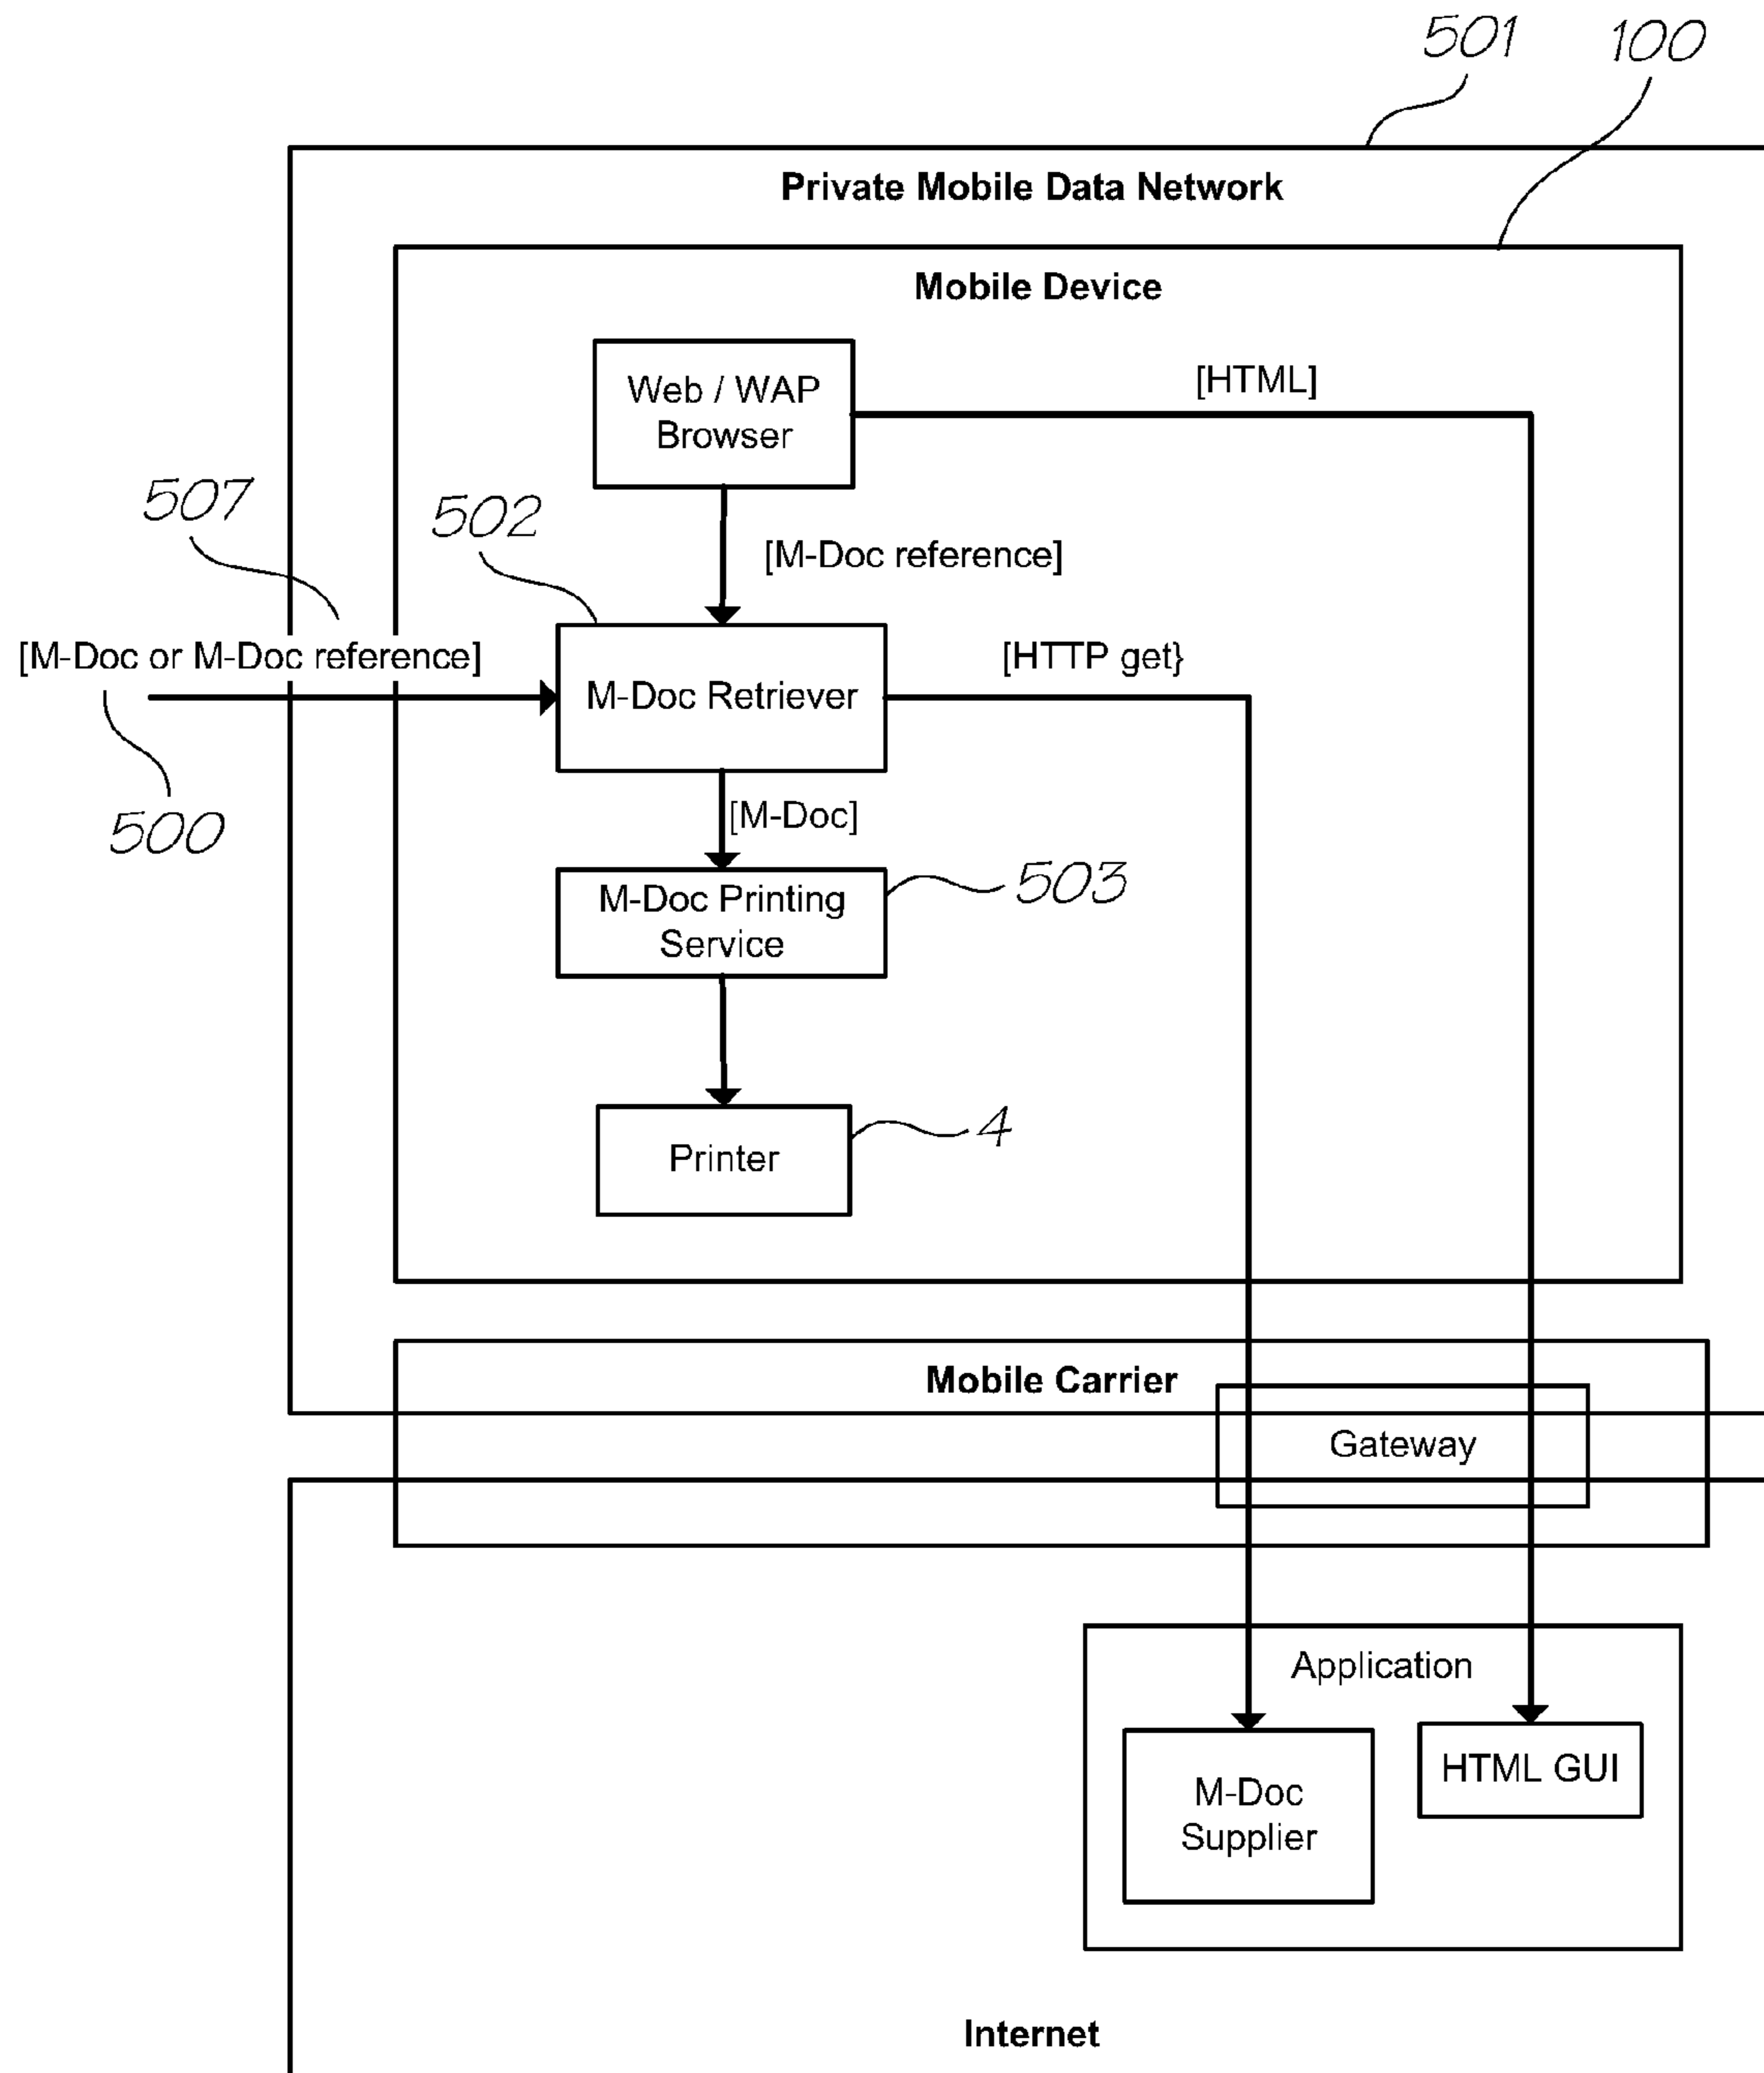 501
100
Private Mobile Data Network
Mobile Device
Web / WAP
Browser
[HTML]
507
502
[M-Doc reference]
[M-Doc or M-Doc reference]
M-Doc Retriever
[HTTP get}
500
[M-Doc]
M-Doc Printing
Service
503
Printer
4
Mobile Carrier
Gateway
Application
M-Doc
Supplier
HTML GUI
Internet